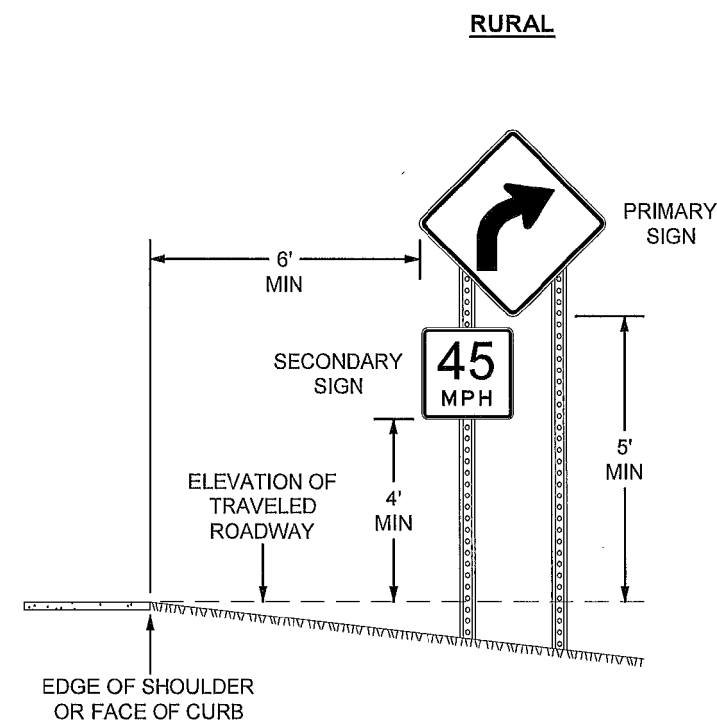 RURAL
PRIMARY
SIGN
6'
MIN
SECONDARY
SIGN
45
MPH
5'
MIN
ELEVATION OF
TRAVELED
ROADWAY
4'
MIN
EDGE OF SHOULDER
OR FACE OF CURB